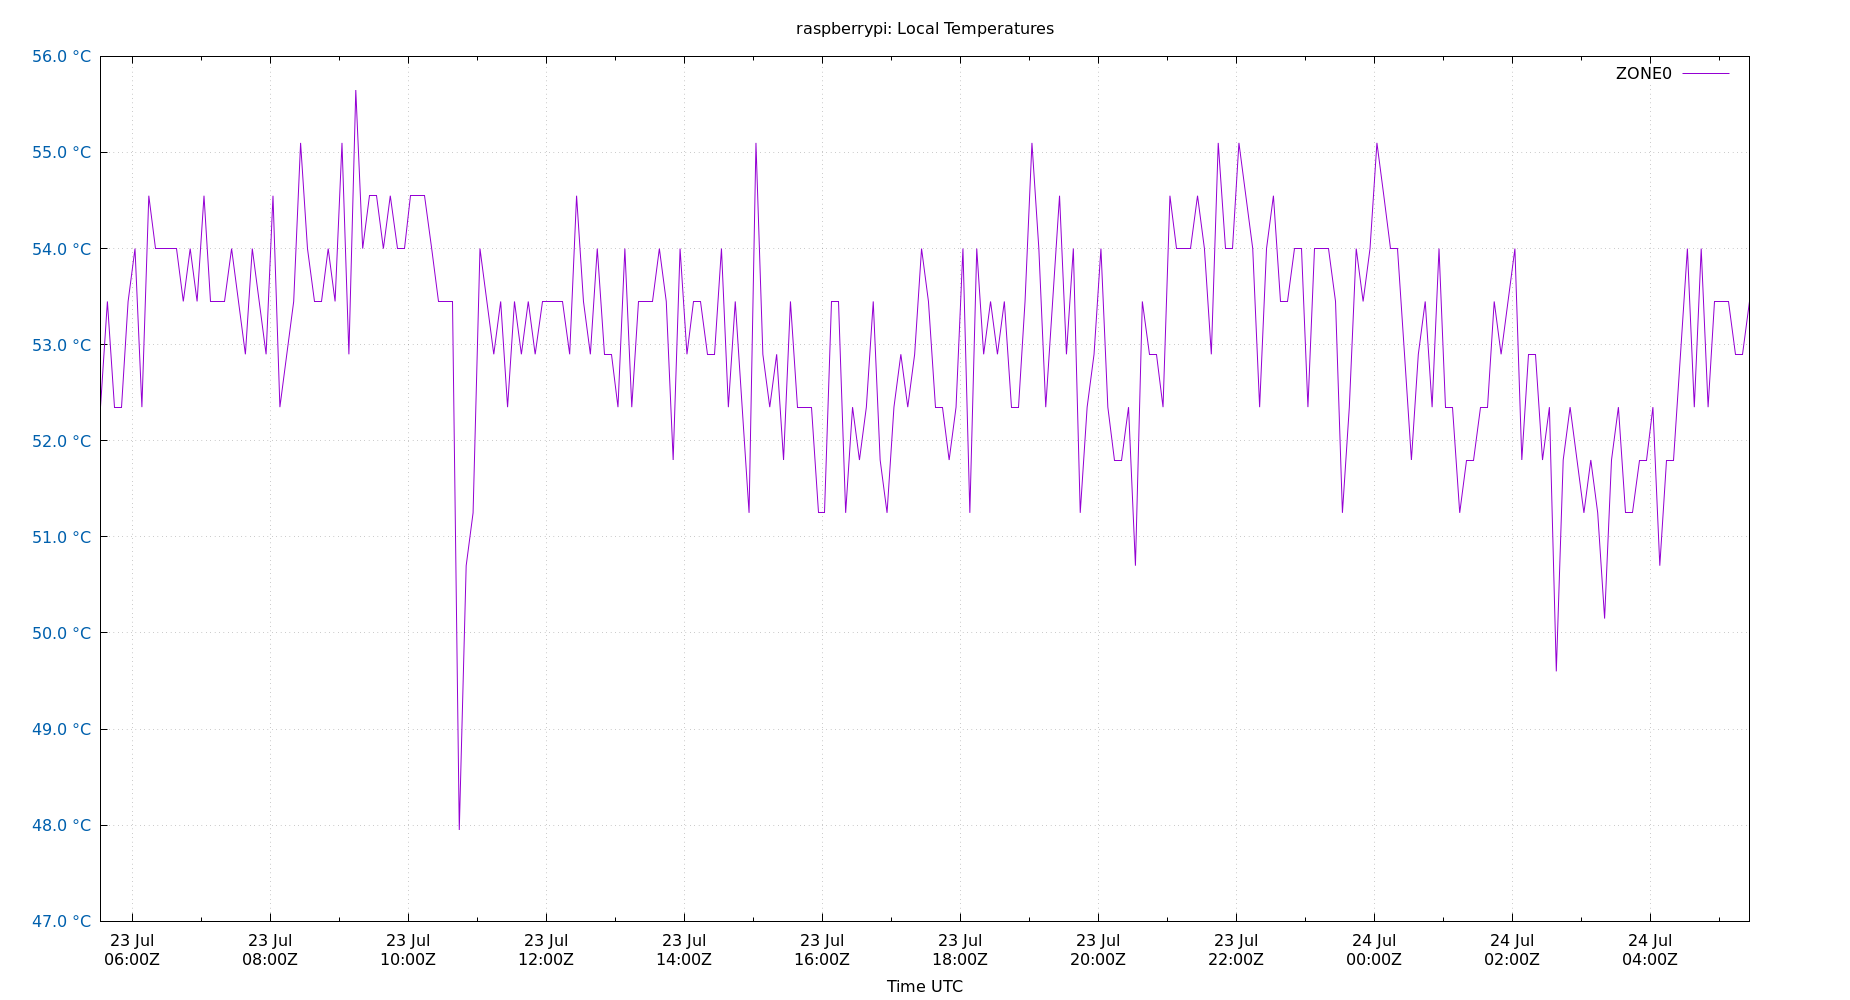 raspberrypi: Local Temperatures
56.0 °C
ZONE0
55.0 °C
54.0 °C
53.0 °C
52.0 °C
51.0 °C
50.0 °C
49.0 °C
48.0 °C
47.0 °C
23 Jul 23 Jul 23 Jul 23 Jul 23 Jul 23 Jul 23 Jul 23 Jul 23 Jul 24 Jul 24 Jul 24 Jul
06:00Z 08:00Z 10:00Z 12:00Z 14:00Z 16:00Z 18:00Z 20:00Z 22:00Z 00:00Z 02:00Z 04:00Z
Time UTC